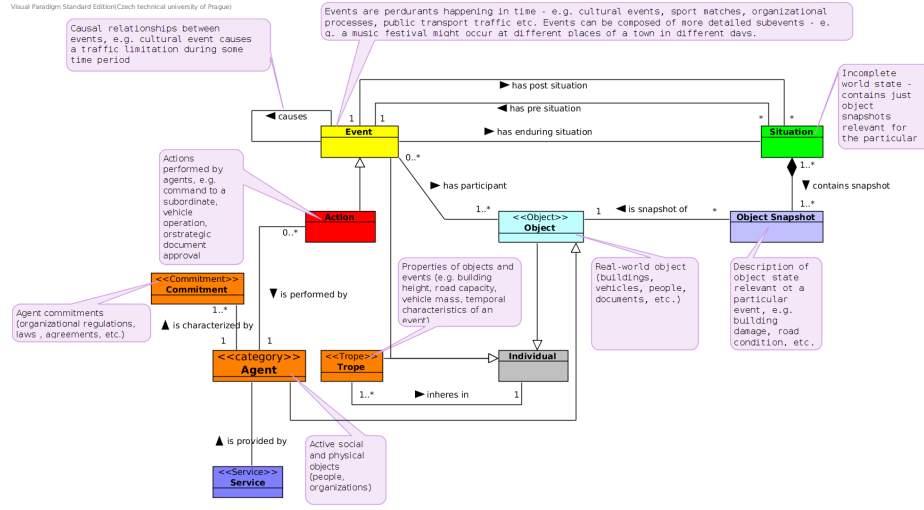 Visual Paradigm Standard Edition(Czech technical university of Prague)
Causal relationships between
events, e.g. cultural event causes
a traffic limitation during some
time period
Events are perdurants happening in time - e.g. cultural events, sport matches, organizational
processes, public transport traffic etc. Events can be composed of more detailed subevents - e.
g. a music festival might occur at different places of a town in different days.
Incomplete
world state -
contains just
object
snapshots
relevant for
the particular
has post situation
has pre situation
causes
1
1
*
*
Event
has enduring situation
Situation
0..*
1..*
Actions
performed by
agents, e.g.
command to a
subordinate,
vehicle
operation,
orstrategic
document
approval
has participant
contains snapshot
1..*
1
is snapshot of
*
1..*
Action
<<Object>>
Object
Object Snapshot
0..*
Properties of objects and
events (e.g. building
height, road capacity,
vehicle mass, temporal
characteristics of an
event)
Real-world object
(buildings,
vehicles, people,
documents, etc.)
Description of
object state
relevant ot a
particular
event, e.g.
building
damage, road
condition, etc.
<<Commitment>>
Commitment
is performed by
1..*
Agent commitments
(organizational regulations,
laws , agreements, etc.)
is characterized by
1
1
<<category>>
Agent
<<Trope>>
Trope
Individual
1..*
inheres in
1
is provided by
Active social
and physical
objects
(people,
organizations)
<<Service>>
Service